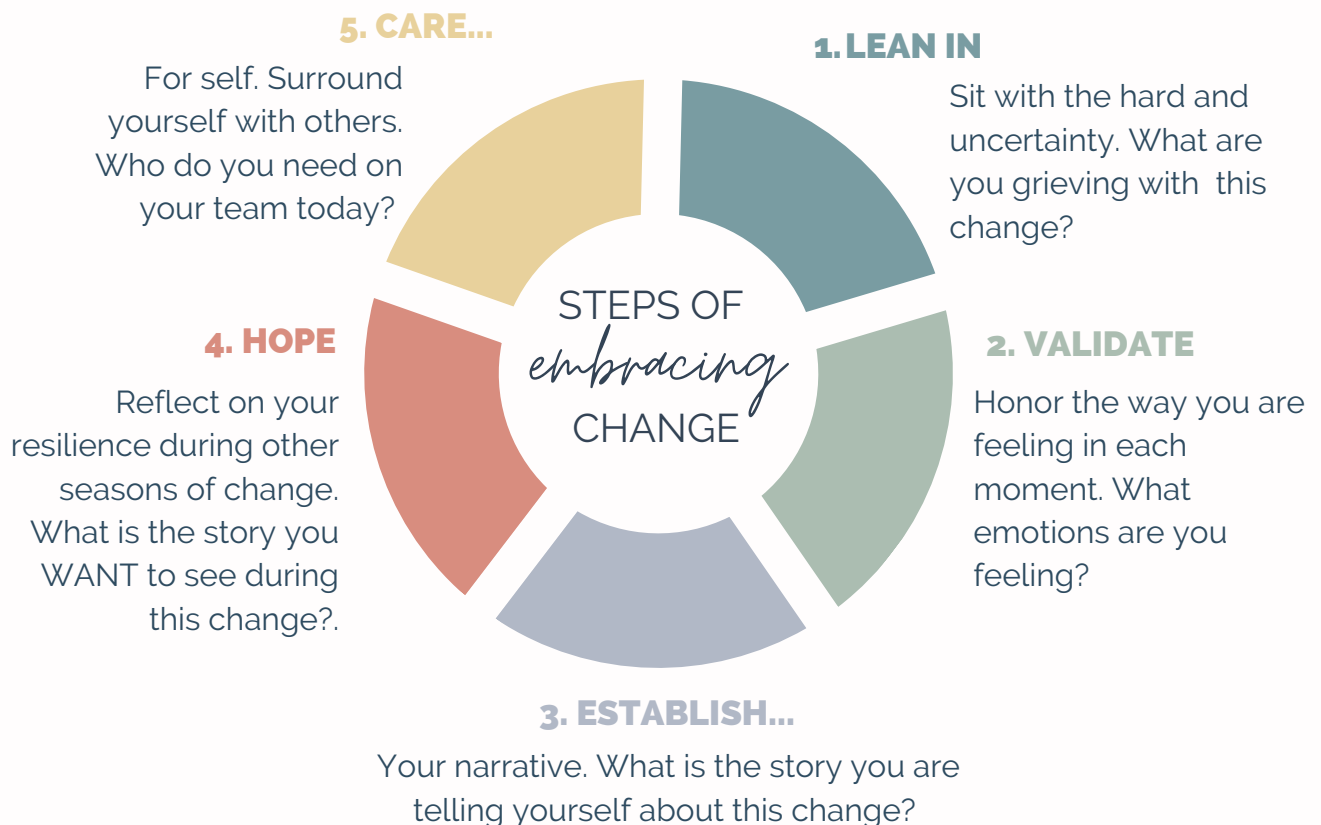 STEPS OF
embracing
CHANGE
1. LEAN IN
Sit with the hard and
uncertainty. What are
you grieving with  this
change?
2. VALIDATE
Honor the way you are
feeling in each
moment. What
emotions are you
feeling?
3. ESTABLISH...
Your narrative. What is the story you are
telling yourself about this change?
4. HOPE
Reflect on your
resilience during other
seasons of change.
What is the story you
WANT to see during
this change?.
5. CARE...
For self. Surround
yourself with others.
Who do you need on
your team today?